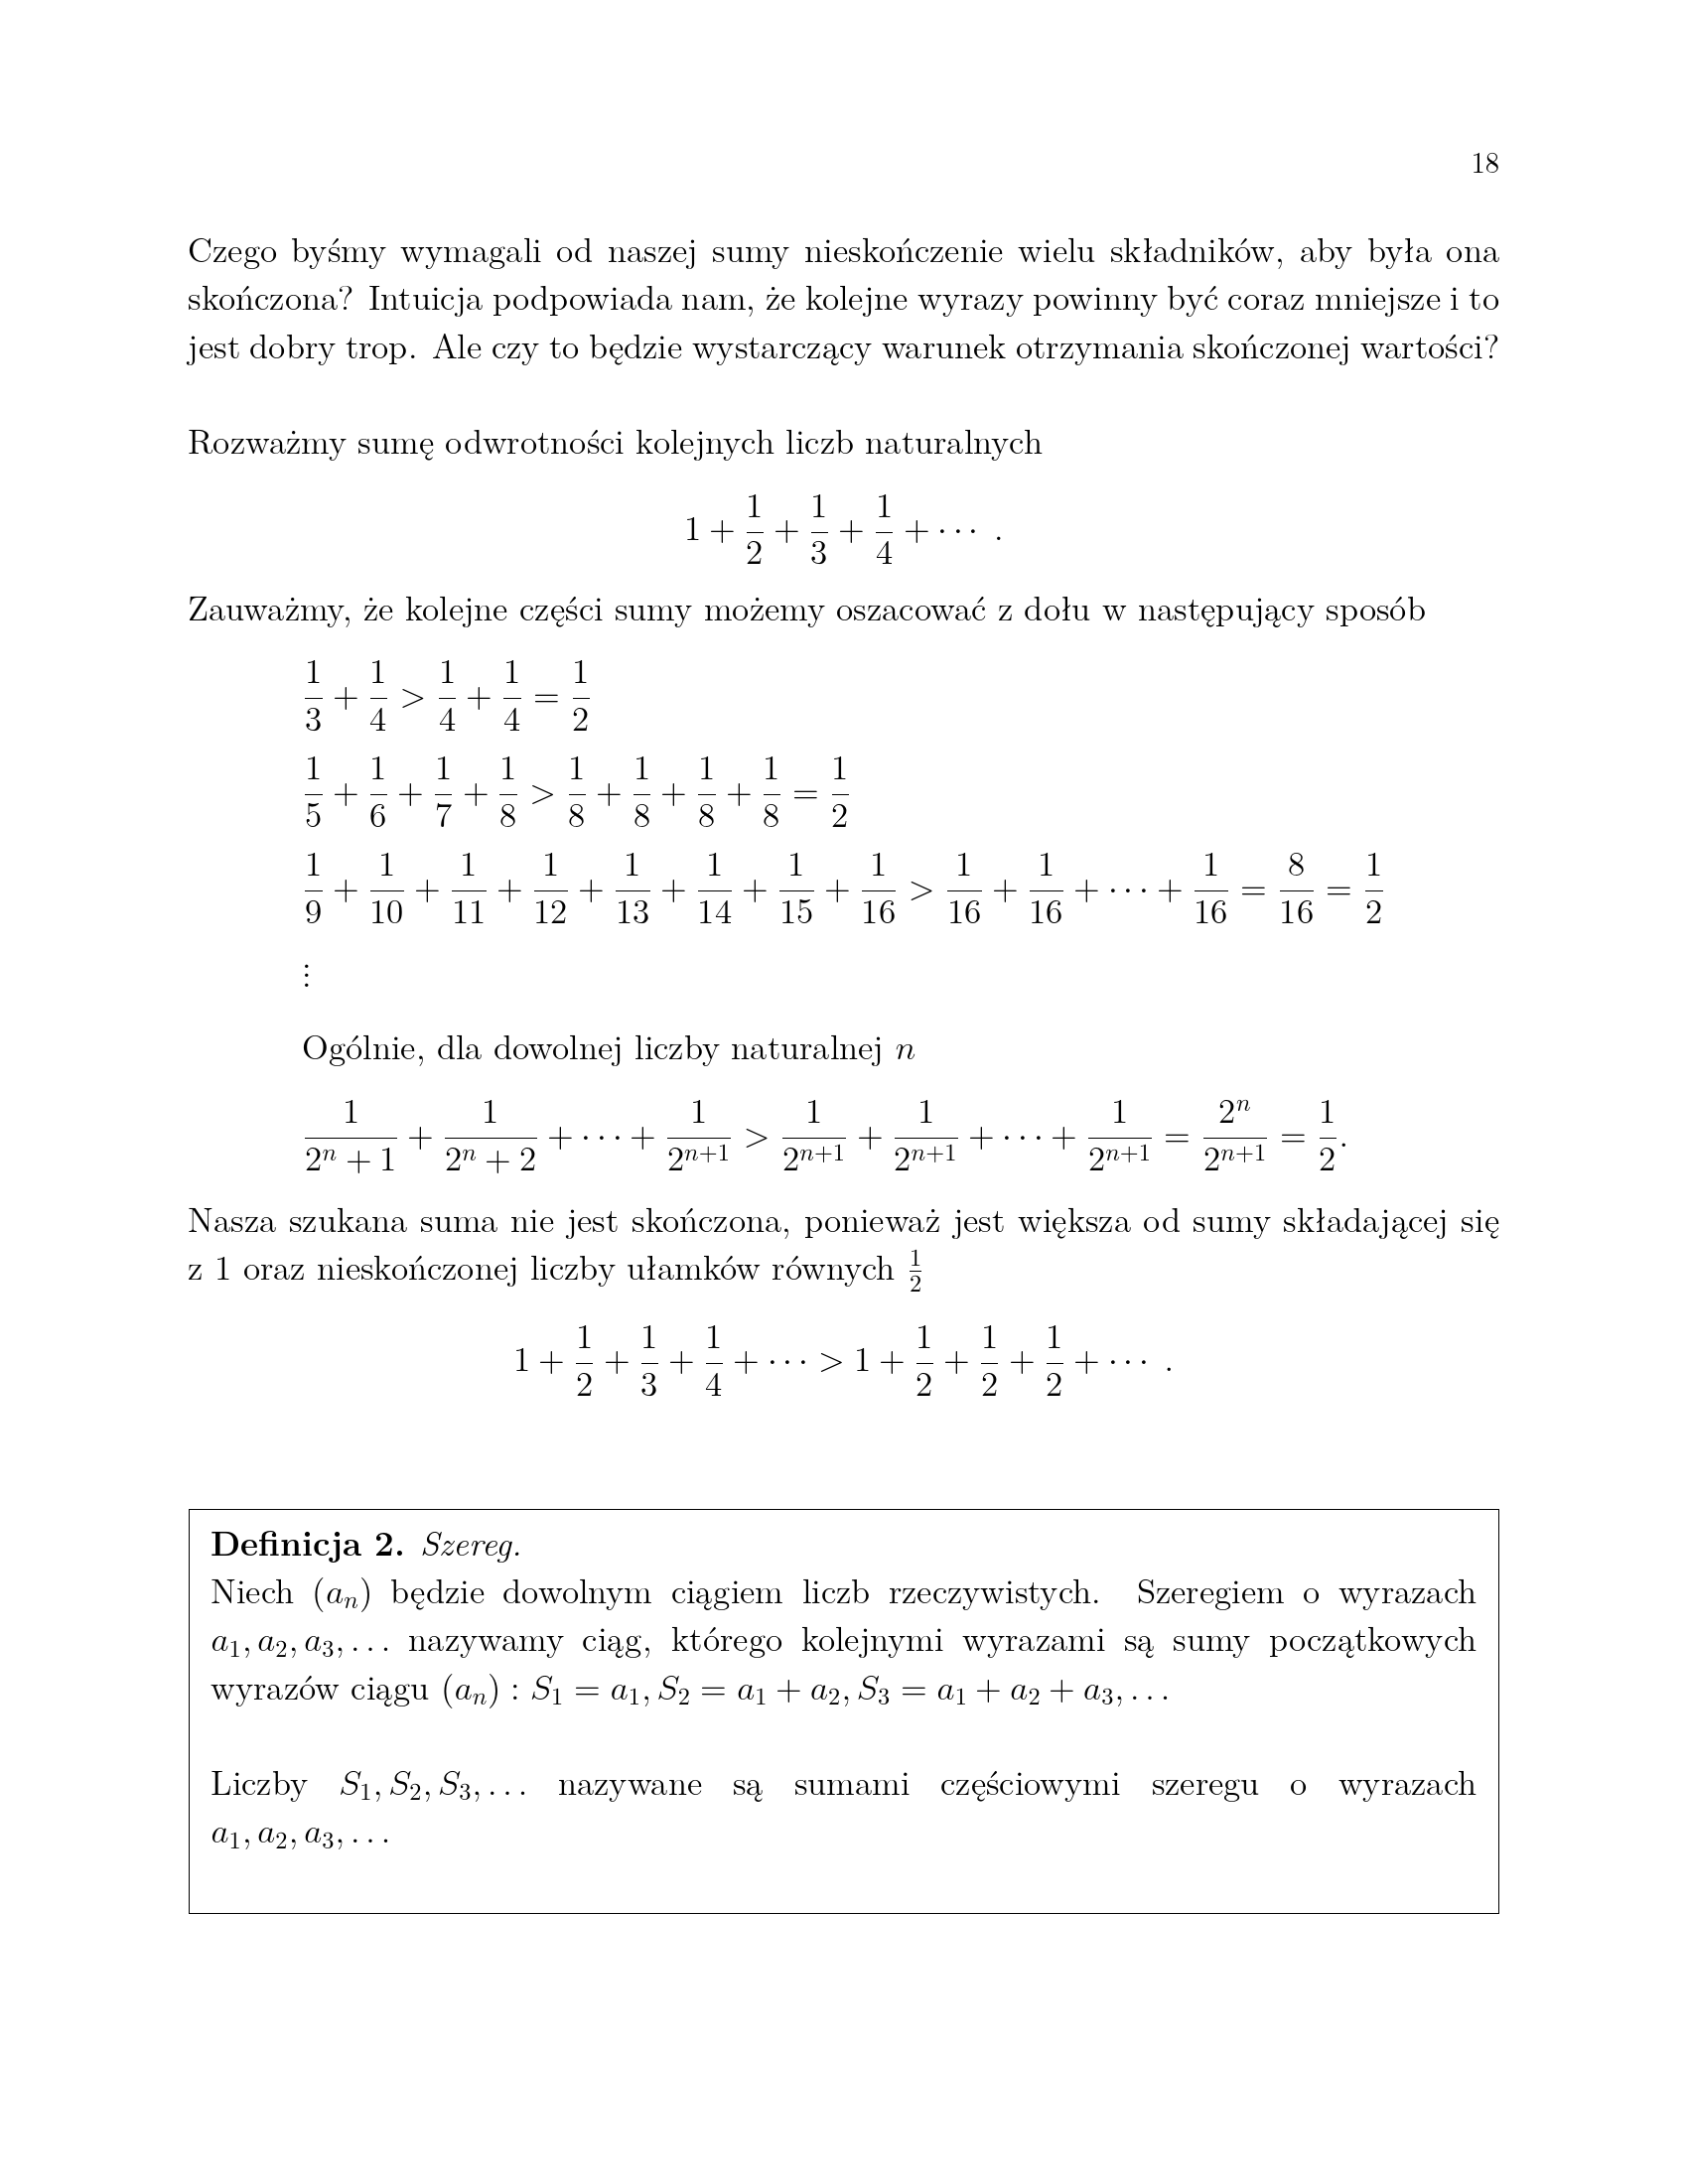 18
Czego byśmy wymagali od naszej sumy nieskończenie wielu składników, aby była ona
skończona? Intuicja podpowiada nam, że kolejne wyrazy powinny być coraz mniejsze i to
jest dobry trop. Ale czy to będzie wystarczący warunek otrzymania skończonej wartości?
Rozważmy sumę odwrotności kolejnych liczb naturalnych
$1 + \frac{1}{2} + \frac{1}{3} + \frac{1}{4} + \cdots$ .
Zauważmy, że kolejne części sumy możemy oszacować z dołu w następujący sposób
$\frac{1}{3} + \frac{1}{4} > \frac{1}{4} + \frac{1}{4} = \frac{1}{2}$
$\frac{1}{5} + \frac{1}{6} + \frac{1}{7} + \frac{1}{8} > \frac{1}{8} + \frac{1}{8} + \frac{1}{8} + \frac{1}{8} = \frac{1}{2}$
$\frac{1}{9} + \frac{1}{10} + \frac{1}{11} + \frac{1}{12} + \frac{1}{13} + \frac{1}{14} + \frac{1}{15} + \frac{1}{16} > \frac{1}{16} + \frac{1}{16} + \cdots + \frac{1}{16} = \frac{8}{16} = \frac{1}{2}$
⋮
Ogólnie, dla dowolnej liczby naturalnej $n$
$\frac{1}{2^n + 1} + \frac{1}{2^n + 2} + \cdots + \frac{1}{2^{n+1}} > \frac{1}{2^{n+1}} + \frac{1}{2^{n+1}} + \cdots + \frac{1}{2^{n+1}} = \frac{2^n}{2^{n+1}} = \frac{1}{2}.$
Nasza szukana suma nie jest skończona, ponieważ jest większa od sumy składającej się
z 1 oraz nieskończonej liczby ułamków równych $\frac{1}{2}$
$1 + \frac{1}{2} + \frac{1}{3} + \frac{1}{4} + \cdots > 1 + \frac{1}{2} + \frac{1}{2} + \frac{1}{2} + \cdots$ .
Definicja 2. Szereg.
Niech $(a_n)$ będzie dowolnym ciągiem liczb rzeczywistych. Szeregiem o wyrazach
$a_1, a_2, a_3, \ldots$ nazywamy ciąg, którego kolejnymi wyrazami są sumy początkowych
wyrazów ciągu $(a_n) : S_1 = a_1, S_2 = a_1 + a_2, S_3 = a_1 + a_2 + a_3, \ldots$
Liczby $S_1, S_2, S_3, \ldots$ nazywane są sumami częściowymi szeregu o wyrazach
$a_1, a_2, a_3, \ldots$